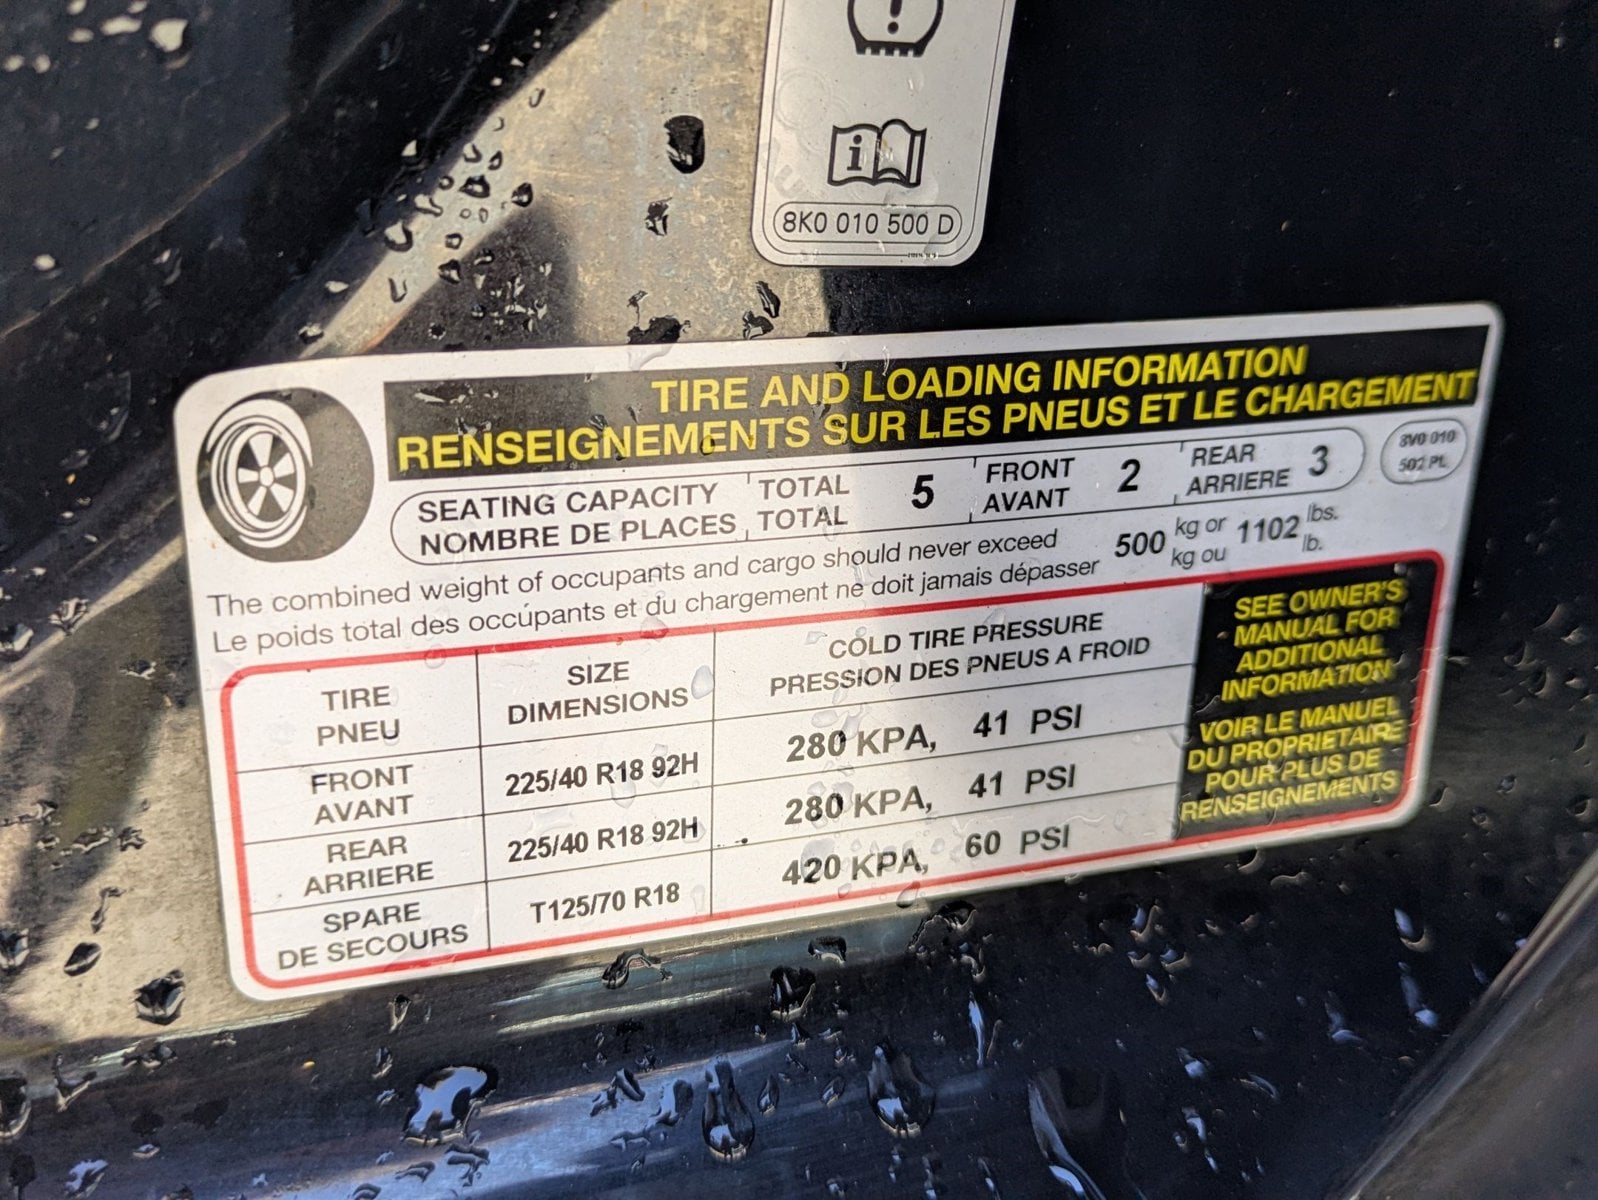 i
8K0 010 500 D
TIRE AND LOADING INFORMATION
RENSEIGNEMENTS SUR LES PNEUS ET LE CHARGEMENT
SEATING CAPACITY TOTAL 5 FRONT 2 REAR 3
NOMBRE DE PLACES TOTAL AVANT ARRIERE
8V0 010
502 PL
The combined weight of occupants and cargo should never exceed 500 kg or 1102 lbs.
Le poids total des occupants et du chargement ne doit jamais dépasser kg ou lb.
TIRE SIZE COLD TIRE PRESSURE
PNEU DIMENSIONS PRESSION DES PNEUS A FROID
FRONT 225/40 R18 92H 280 KPA, 41 PSI
AVANT
REAR 225/40 R18 92H 280 KPA, 41 PSI
ARRIERE
SPARE T125/70 R18 420 KPA, 60 PSI
DE SECOURS
SEE OWNER'S
MANUAL FOR
ADDITIONAL
INFORMATION
VOIR LE MANUEL
DU PROPRIETAIRE
POUR PLUS DE
RENSEIGNEMENTS